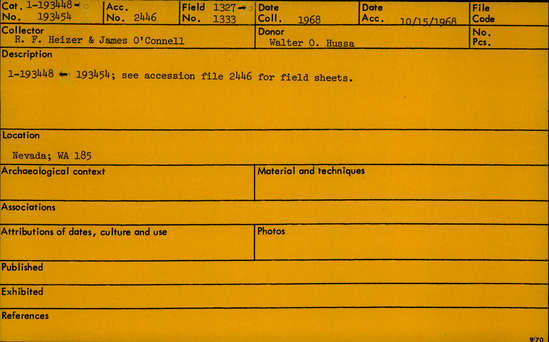 Cat. 1-193448- Acc. Field 1327- Date Date File
No. 193454 No. 2446 No. 1333 Coll. 1968 Acc. 10/15/1968 Code
Collector Donor No.
R. F. Heizer & James O'Connell Walter O. Hussa Pcs.
Description
1-193448 - 193454; see accession file 2446 for field sheets.
Location
Nevada; WA 185
Archaeological context Material and techniques
Associations
Attributions of dates, culture and use Photos
Published
Exhibited
References
9/70